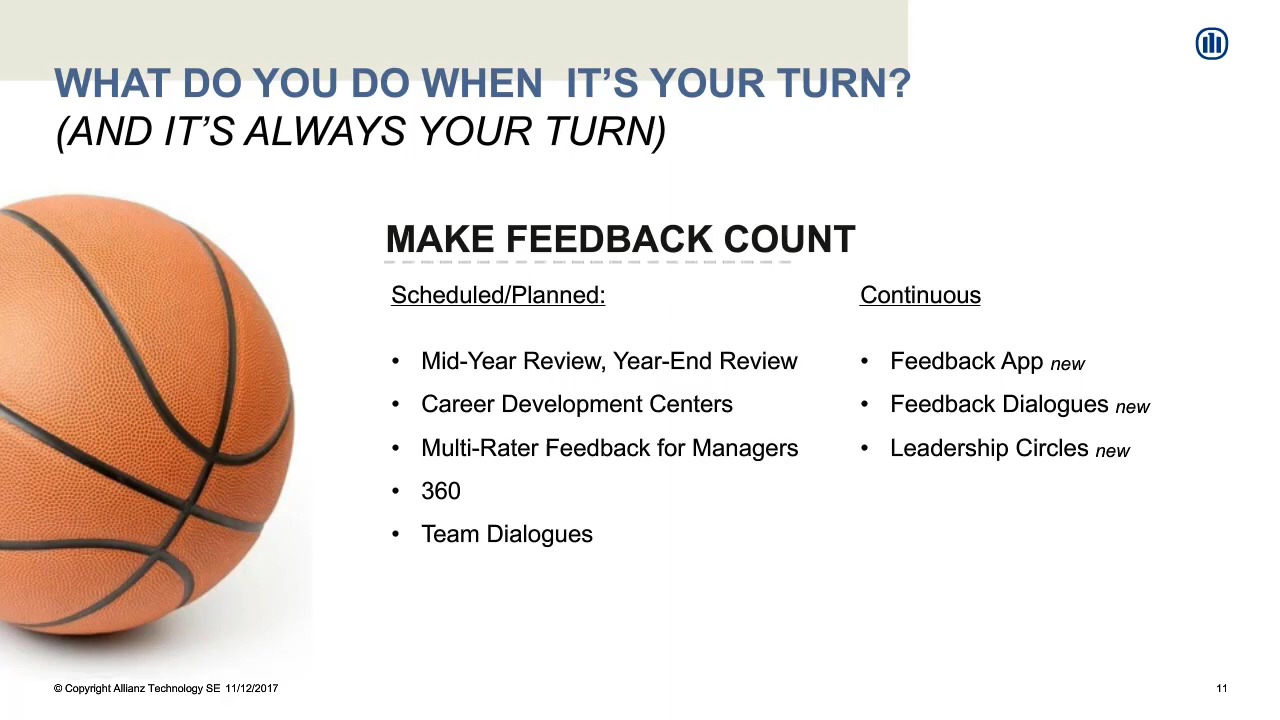 WHAT DO YOU DO WHEN  IT’S YOUR TURN?
(AND IT’S ALWAYS YOUR TURN)
MAKE FEEDBACK COUNT
Scheduled/Planned:
• Mid-Year Review, Year-End Review
• Career Development Centers
• Multi-Rater Feedback for Managers
• 360
• Team Dialogues
Continuous
• Feedback App new
• Feedback Dialogues new
• Leadership Circles new
© Copyright Allianz Technology SE 11/12/2017
11